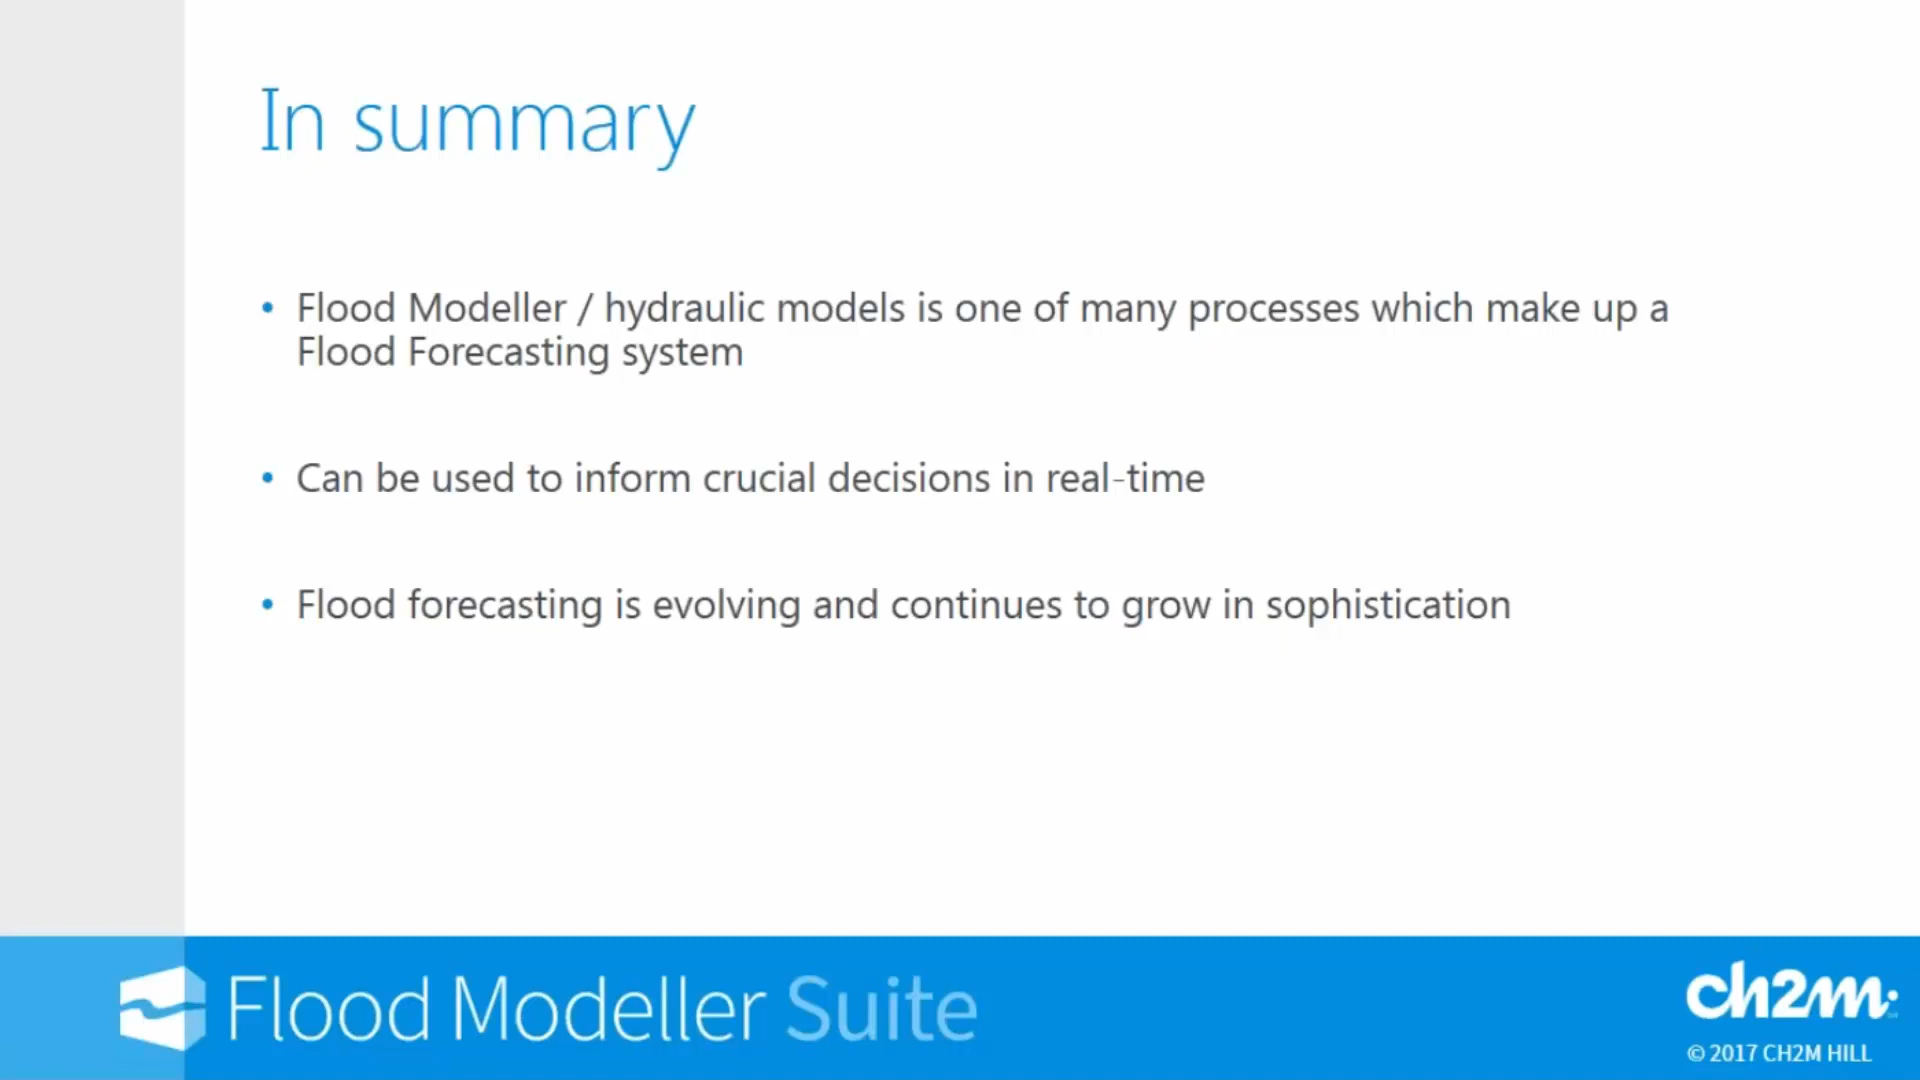 In summary
• Flood Modeller / hydraulic models is one of many processes which make up a
Flood Forecasting system
• Can be used to inform crucial decisions in real-time
• Flood forecasting is evolving and continues to grow in sophistication
Flood Modeller Suite
ch2m:
© 2017 CH2M HILL